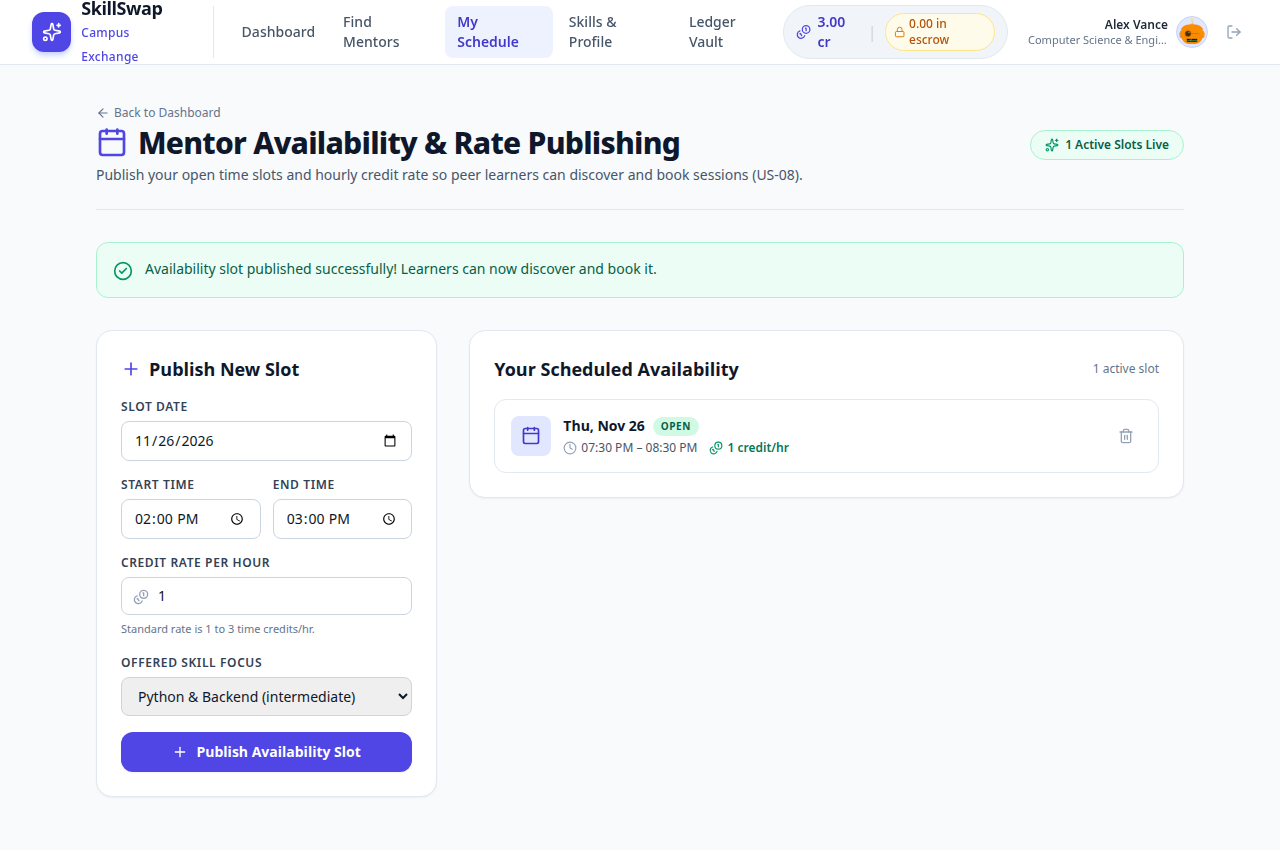 SkillSwap
Campus
Exchange
Dashboard
Find
Mentors
My
Schedule
Skills &
Profile
Ledger
Vault
3.00
cr
0.00 in
escrow
Alex Vance
Computer Science & Engi...
Back to Dashboard
Mentor Availability & Rate Publishing
1 Active Slots Live
Publish your open time slots and hourly credit rate so peer learners can discover and book sessions (US-08).
Availability slot published successfully! Learners can now discover and book it.
Publish New Slot
SLOT DATE
11/26/2026
START TIME
END TIME
02:00 PM
03:00 PM
CREDIT RATE PER HOUR
1
Standard rate is 1 to 3 time credits/hr.
OFFERED SKILL FOCUS
Python & Backend (intermediate)
Publish Availability Slot
Your Scheduled Availability
1 active slot
Thu, Nov 26 OPEN
07:30 PM – 08:30 PM 1 credit/hr